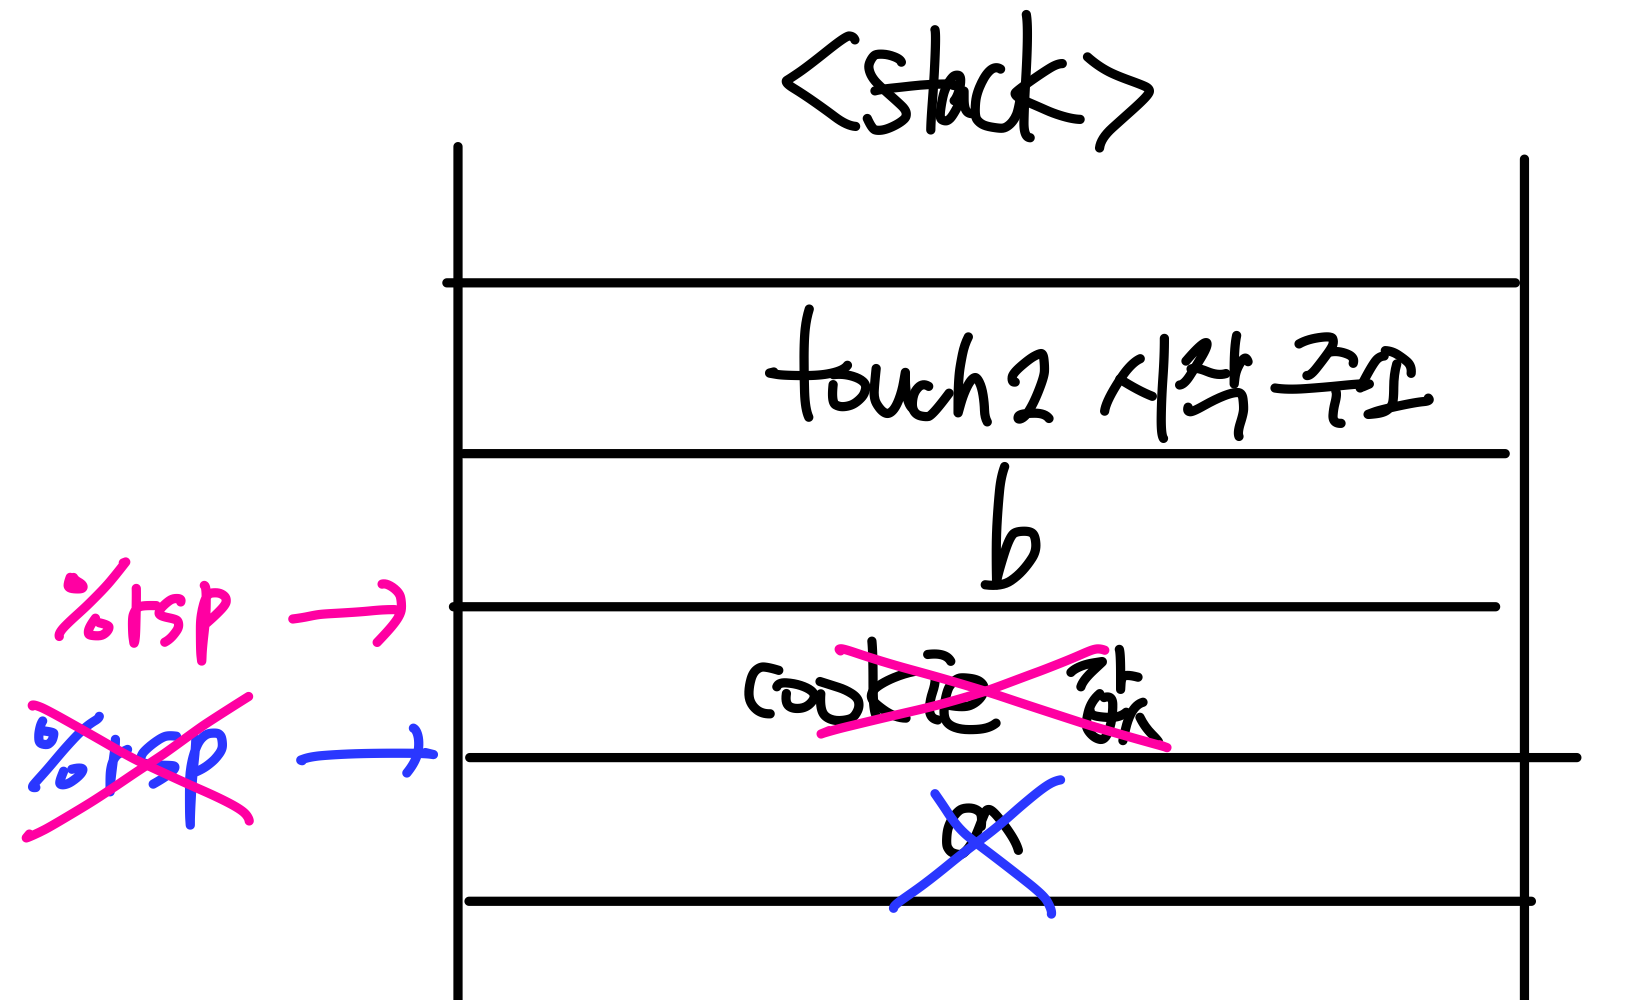 <stack>
touch2 시작 주소
b
%rsp →
cookie 값
%rsp →
a